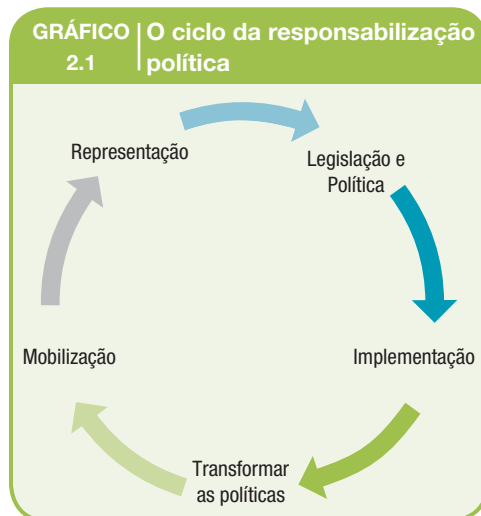 GRÁFICO 2.1
O ciclo da responsabilização
política
Representação
Legislação e
Política
Implementação
Transformar
as políticas
Mobilização